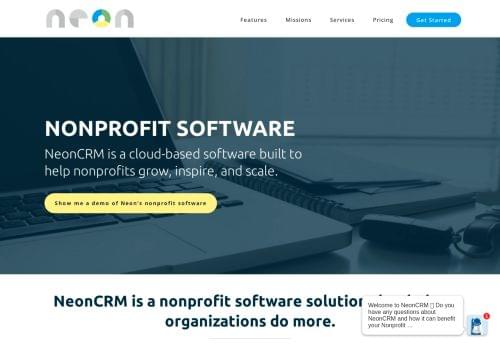 neon
Features Missions Services Pricing Get Started
NONPROFIT SOFTWARE
NeonCRM is a cloud-based software built to
help nonprofits grow, inspire, and scale.
Show me a demo of Neon's nonprofit software
NeonCRM is a nonprofit software solution
organizations do more.
Welcome to NeonCRM Do you
have any questions about
NeonCRM and how it can benefit
your Nonprofit ...
1